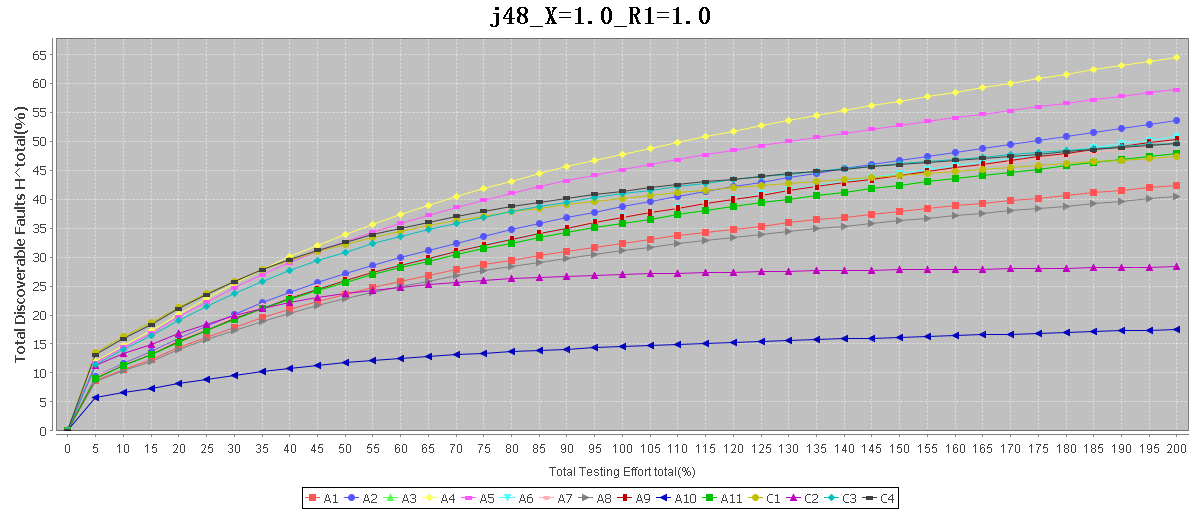 j48_X=1.0_R1=1.0
Total Discoverable Faults H^total(%)
65
60
55
50
45
40
35
30
25
20
15
10
5
0
0 5 10 15 20 25 30 35 40 45 50 55 60 65 70 75 80 85 90 95 100 105 110 115 120 125 130 135 140 145 150 155 160 165 170 175 180 185 190 195 200
Total Testing Effort total(%)
A1 A2 A3 A4 A5 A6 A7 A8 A9 A10 A11 C1 C2 C3 C4